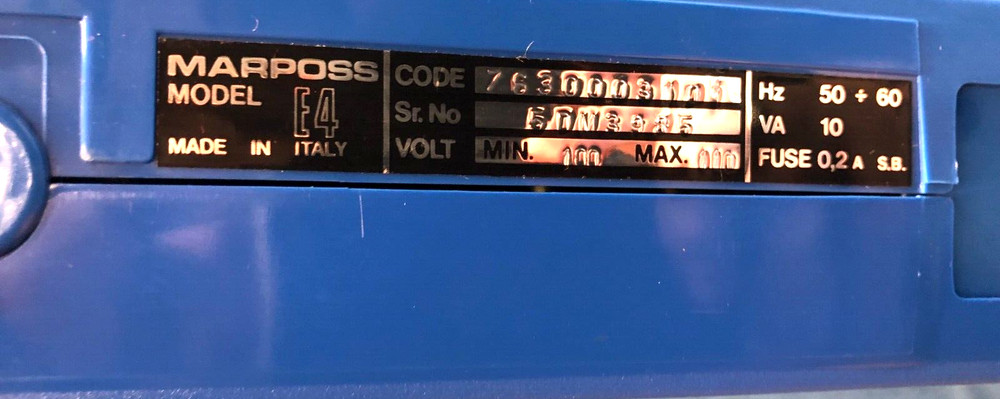 MARPOSS
MODEL E4
MADE IN ITALY
CODE
Sr. No
VOLT MIN. 100 MAX.
Hz 50 ÷ 60
VA 10
FUSE 0,2 A S.B.